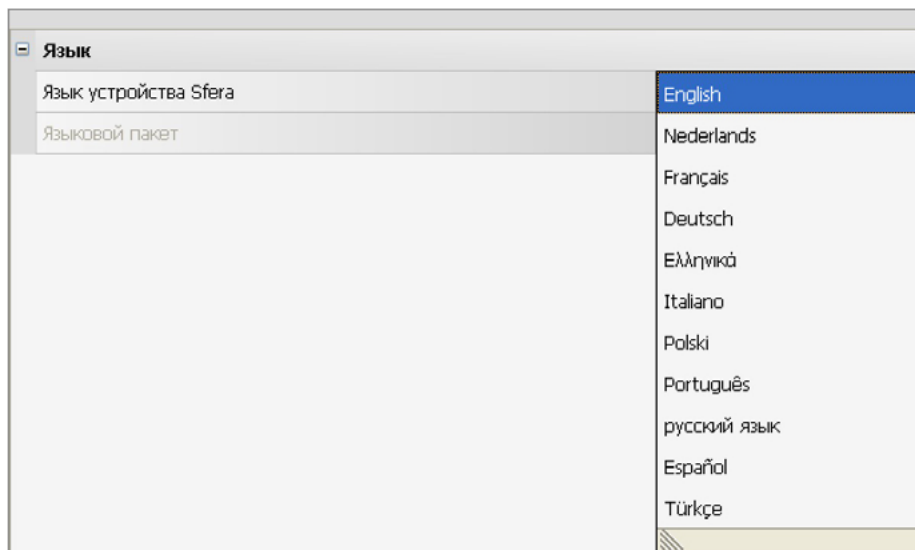 Язык
Язык устройства Sfera
Языковой пакет
English
Nederlands
Français
Deutsch
Ελληνικά
Italiano
Polski
Português
русский язык
Español
Türkçe